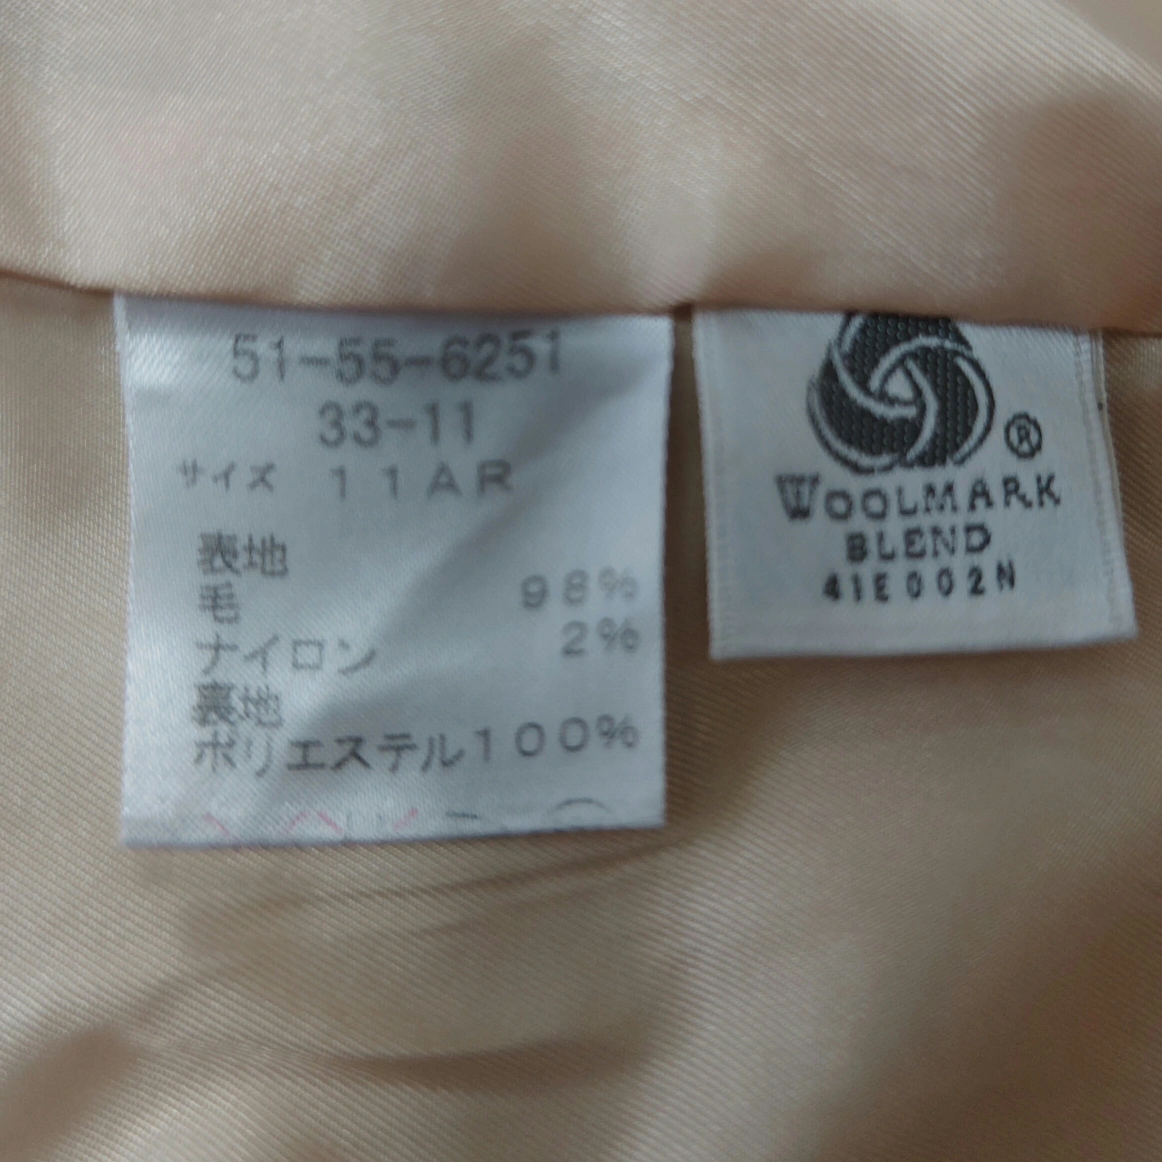 51-55-6251
33-11
サイズ 11AR
表地
毛 98%
ナイロン 2%
裏地
ポリエステル100%
®
WOOLMARK
BLEND
41E002N